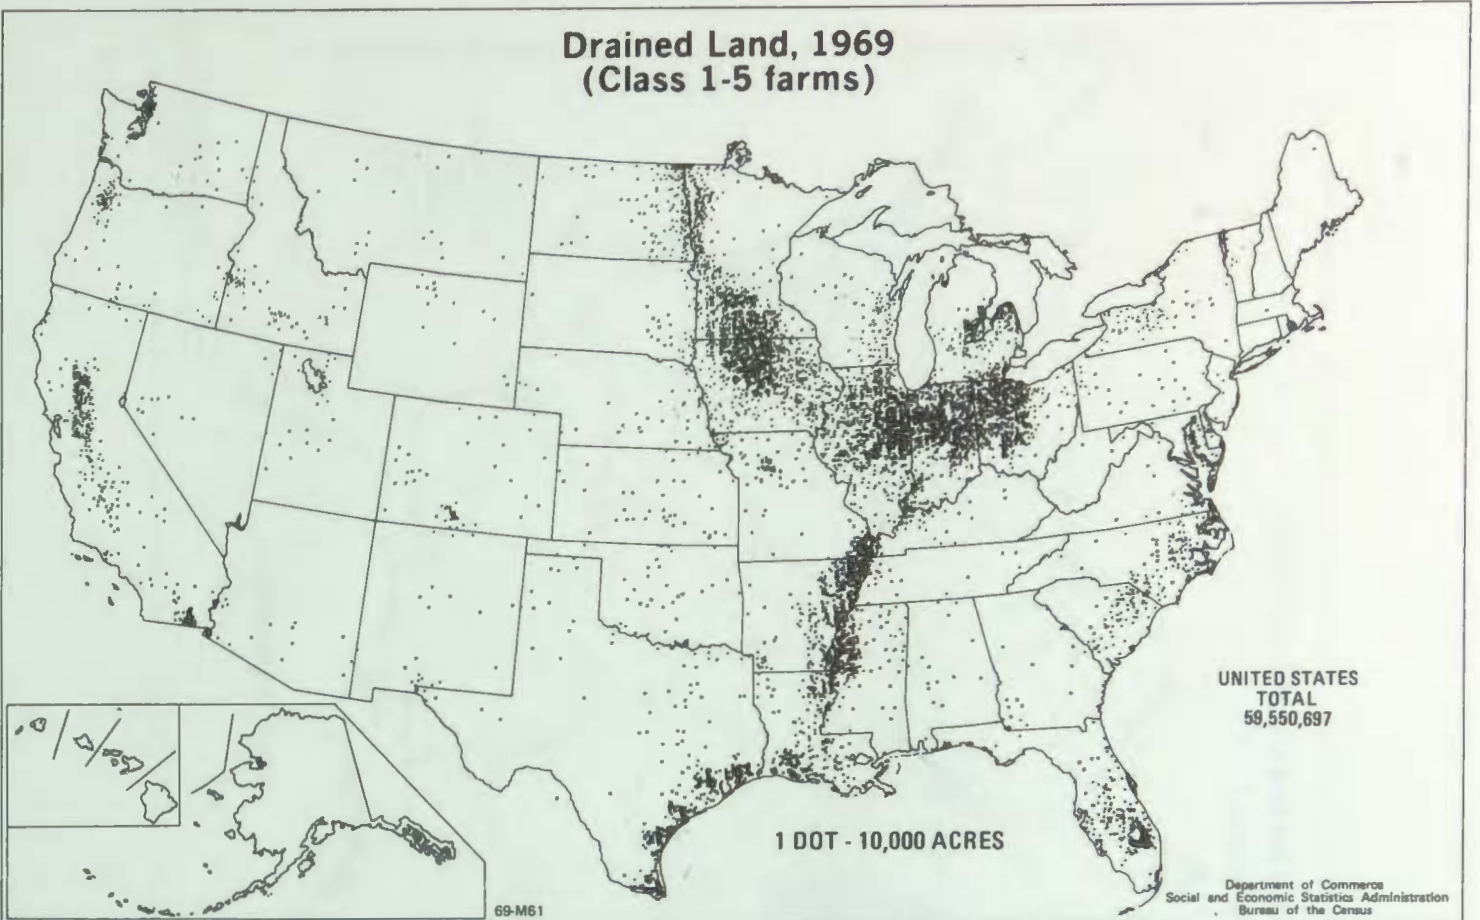 Drained Land, 1969
(Class 1-5 farms)
UNITED STATES
TOTAL
59,550,697
1 DOT - 10,000 ACRES
69-M61
Department of Commerce
Social and Economic Statistics Administration
Bureau of the Census